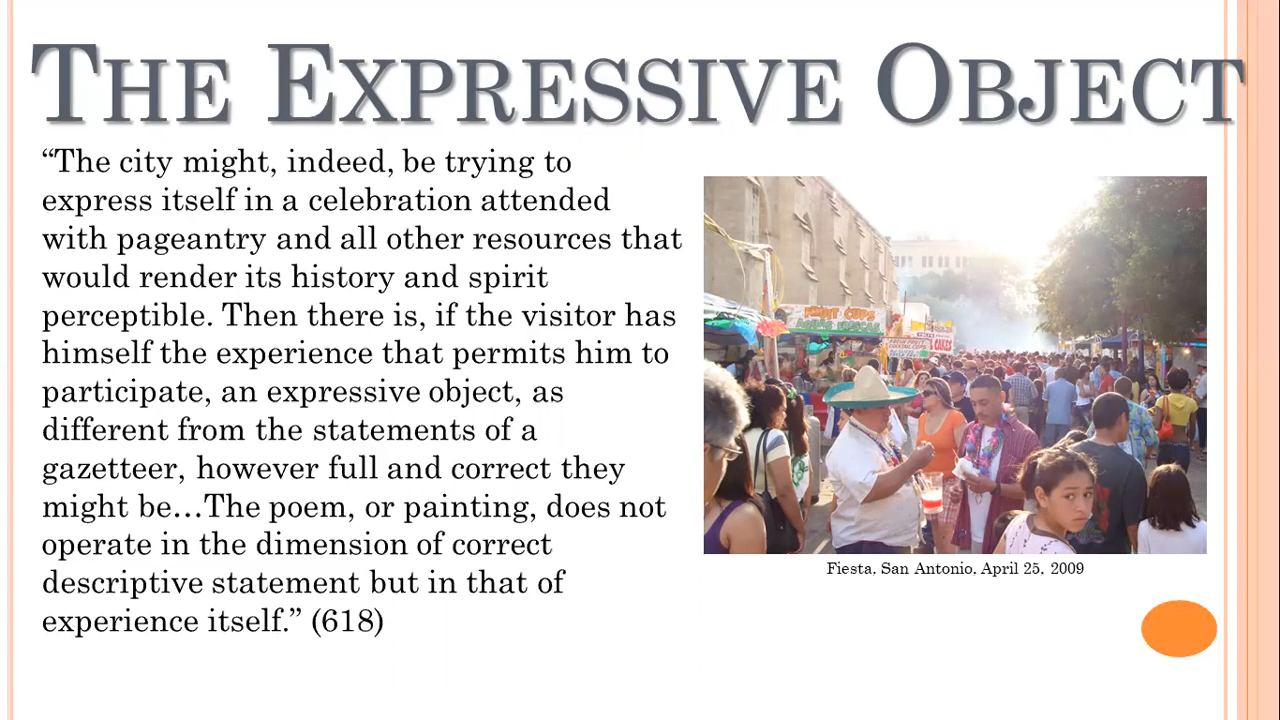 THE EXPRESSIVE OBJECT
“The city might, indeed, be trying to
express itself in a celebration attended
with pageantry and all other resources that
would render its history and spirit
perceptible. Then there is, if the visitor has
himself the experience that permits him to
participate, an expressive object, as
different from the statements of a
gazetteer, however full and correct they
might be…The poem, or painting, does not
operate in the dimension of correct
descriptive statement but in that of
experience itself.” (618)
FRUIT CUPS
CAKES
Fiesta, San Antonio, April 25, 2009